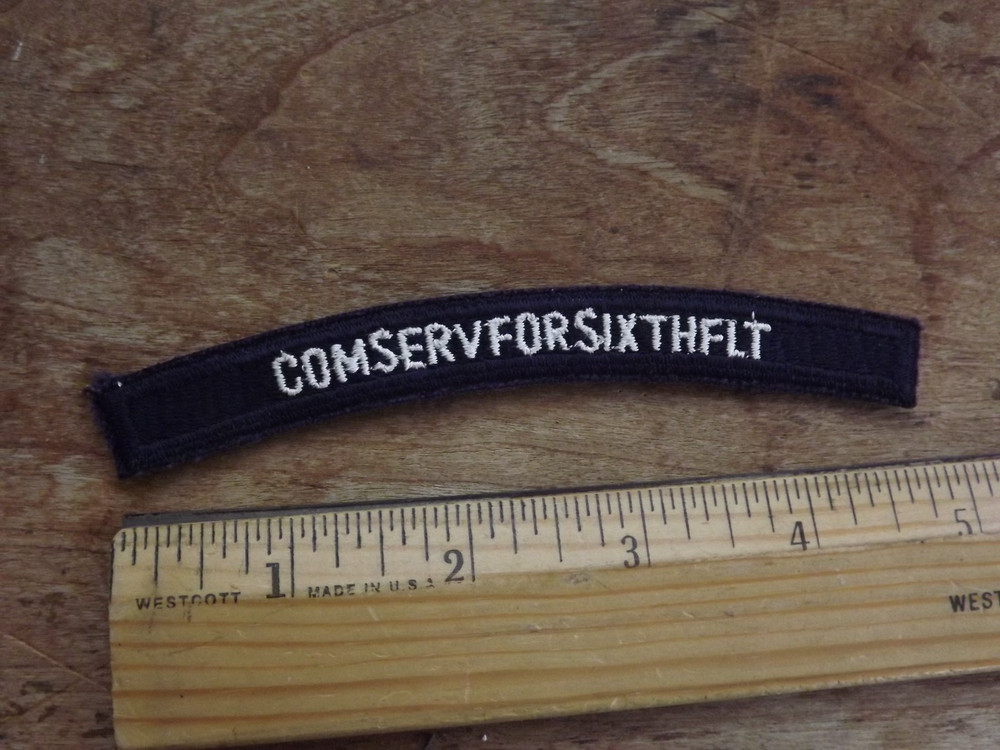 COMSERVFORSIXTHFLT
1 2 3 4 5
WESTCOTT MADE IN U.S.A WEST